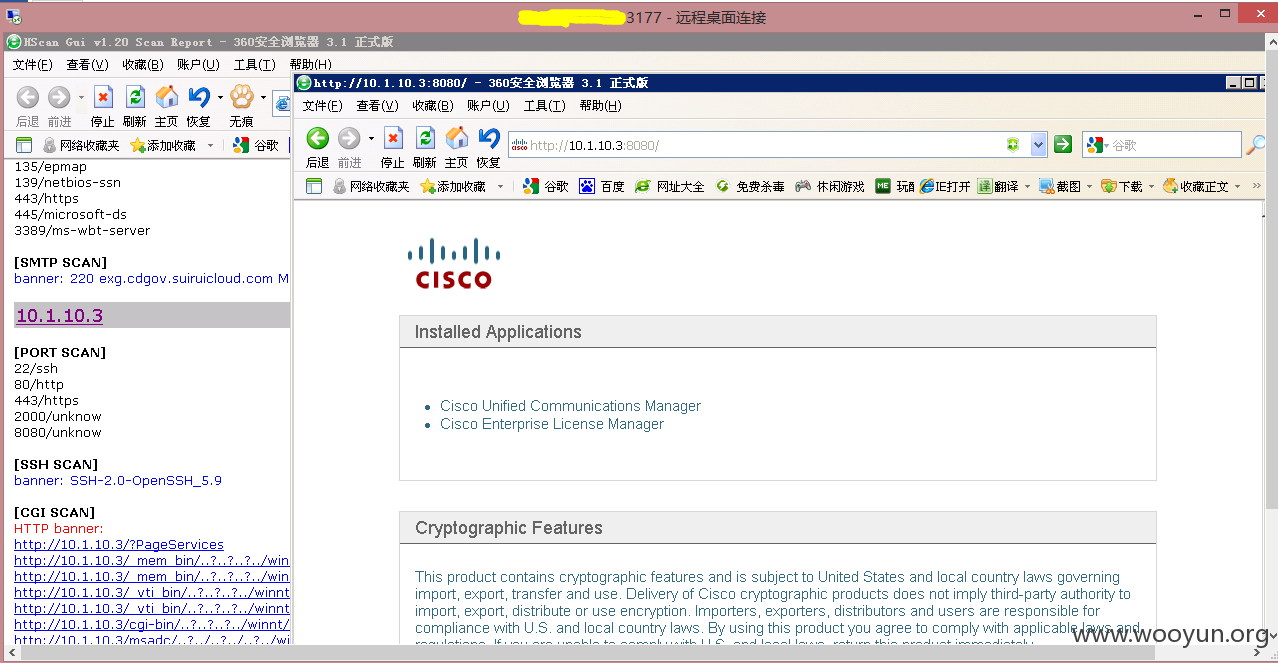 3177 - 远程桌面连接
HScan Gui v1.20 Scan Report - 360安全浏览器 3.1 正式版
文件(F) 查看(V) 收藏(B) 账户(U) 工具(T) 帮助(H)
后退 前进 停止 刷新 主页 恢复 无痕
网络收藏夹 添加收藏 谷歌
135/epmap
139/netbios-ssn
443/https
445/microsoft-ds
3389/ms-wbt-server
[SMTP SCAN]
banner: 220 exg.cdgov.suiruicloud.com M
10.1.10.3
[PORT SCAN]
22/ssh
80/http
443/https
2000/unknow
8080/unknow
[SSH SCAN]
banner: SSH-2.0-OpenSSH_5.9
[CGI SCAN]
HTTP banner:
http://10.1.10.3/?PageServices
http://10.1.10.3/_mem_bin/..?..?..?../win
http://10.1.10.3/_mem_bin/..?..?..?../win
http://10.1.10.3/_vti_bin/..?..?..?../winnt
http://10.1.10.3/_vti_bin/..?..?..?../winnt
http://10.1.10.3/cgi-bin/..?..?..?../winnt/
http://10.1.10.3/msadc/..?../..?../..?../wi
http://10.1.10.3:8080/ - 360安全浏览器 3.1 正式版
文件(F) 查看(V) 收藏(B) 账户(U) 工具(T) 帮助(H)
后退 前进 停止 刷新 主页 恢复
http://10.1.10.3:8080/
谷歌
网络收藏夹 添加收藏 谷歌 百度 网址大全 免费杀毒 休闲游戏 ME 玩 IE打开 翻译 截图 下载 收藏正文
CISCO
Installed Applications
Cisco Unified Communications Manager
Cisco Enterprise License Manager
Cryptographic Features
This product contains cryptographic features and is subject to United States and local country laws governing
import, export, transfer and use. Delivery of Cisco cryptographic products does not imply third-party authority to
import, export, distribute or use encryption. Importers, exporters, distributors and users are responsible for
compliance with U.S. and local country laws. By using this product you agree to comply with applicable laws and
regulations. If you are unable to comply with U.S. and local laws, return this product immediately.
www.wooyun.org